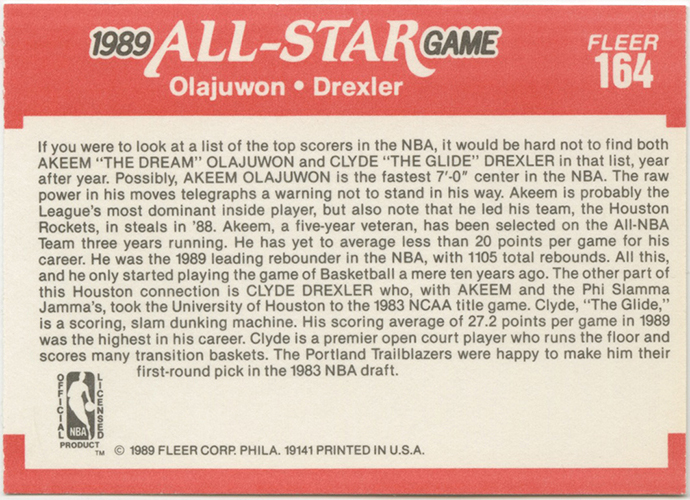 1989 ALL-STAR GAME
Olajuwon • Drexler
FLEER
164
If you were to look at a list of the top scorers in the NBA, it would be hard not to find both
AKEEM "THE DREAM" OLAJUWON and CLYDE "THE GLIDE" DREXLER in that list, year
after year. Possibly, AKEEM OLAJUWON is the fastest 7'-0" center in the NBA. The raw
power in his moves telegraphs a warning not to stand in his way. Akeem is probably the
League's most dominant inside player, but also note that he led his team, the Houston
Rockets, in steals in '88. Akeem, a five-year veteran, has been selected on the All-NBA
Team three years running. He has yet to average less than 20 points per game for his
career. He was the 1989 leading rebounder in the NBA, with 1105 total rebounds. All this,
and he only started playing the game of Basketball a mere ten years ago. The other part of
this Houston connection is CLYDE DREXLER who, with AKEEM and the Phi Slamma
Jamma's, took the University of Houston to the 1983 NCAA title game. Clyde, "The Glide,"
is a scoring, slam dunking machine. His scoring average of 27.2 points per game in 1989
was the highest in his career. Clyde is a premier open court player who runs the floor and
scores many transition baskets. The Portland Trailblazers were happy to make him their
first-round pick in the 1983 NBA draft.
OFFICIAL
NBA
LICENSED
PRODUCT
TM
© 1989 FLEER CORP. PHILA. 19141 PRINTED IN U.S.A.